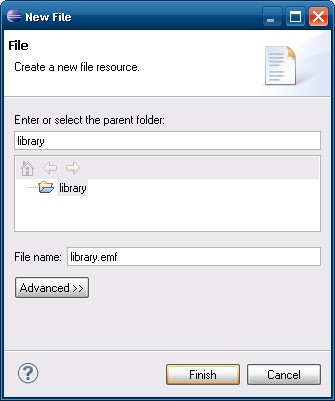 New File
File
Create a new file resource.
Enter or select the parent folder:
library
library
File name: library.emf
Advanced >>
? Finish Cancel